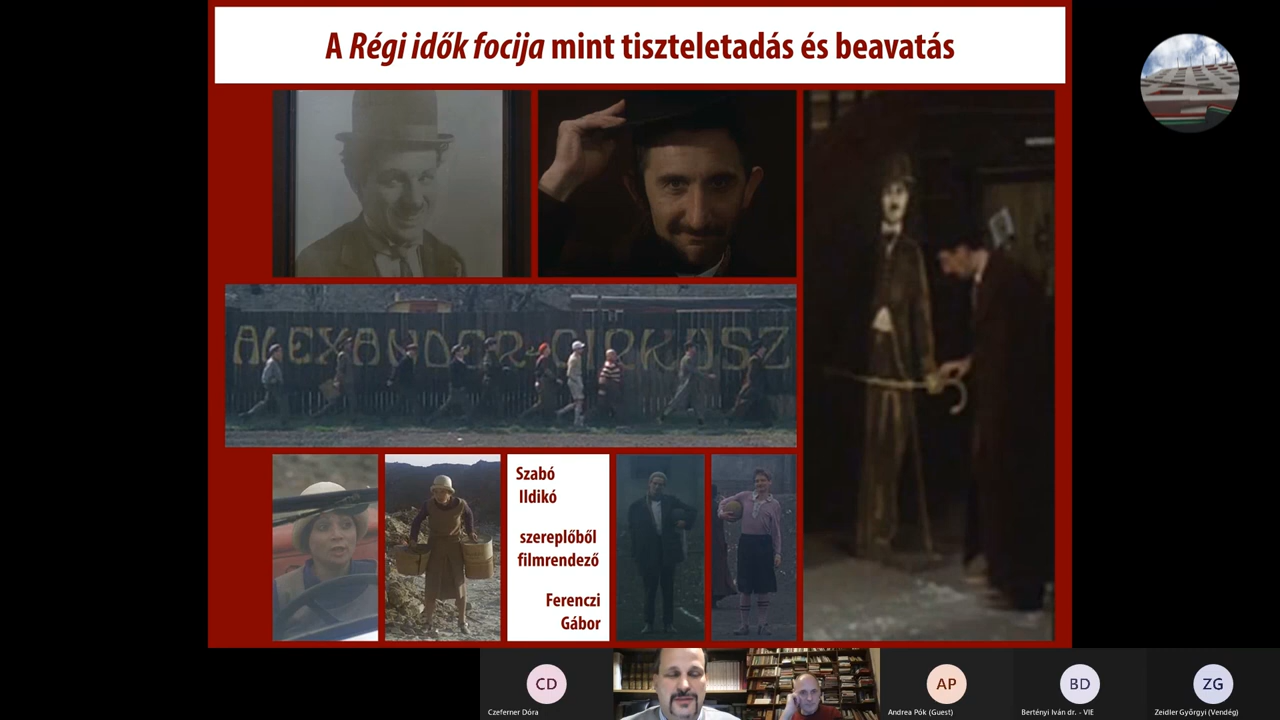 A Régi idők focija mint tiszteletadás és beavatás
ALEXANDER-CIRKUSZ
Szabó
Ildikó
szereplőből
filmrendező
Ferenczi
Gábor
CD
AP
BD
ZG
Czeferner Dóra
Andrea Pók (Guest)
Bertényi Iván dr. - VIE
Zeidler Györgyi (Vendég)